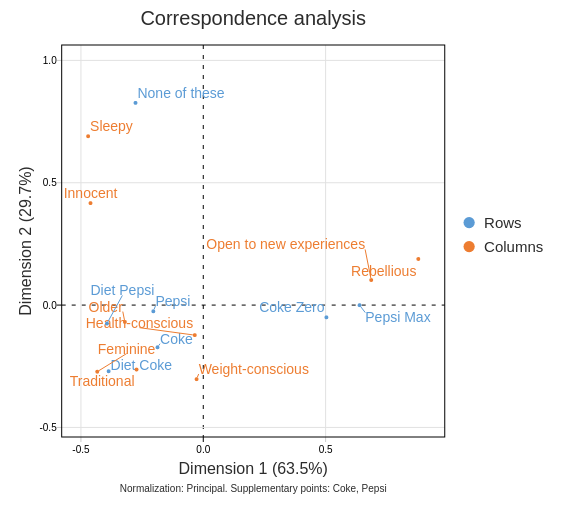 Correspondence analysis
1.0
None of these
Sleepy
0.5
Innocent
Rows
Open to new experiences
Columns
Rebellious
Diet Pepsi
Pepsi
Older
Coke Zero
0.0
Pepsi Max
Health-conscious
Coke
Feminine
Diet Coke
Weight-conscious
Traditional
-0.5
-0.5
0.0
0.5
Dimension 2 (29.7%)
Dimension 1 (63.5%)
Normalization: Principal. Supplementary points: Coke, Pepsi